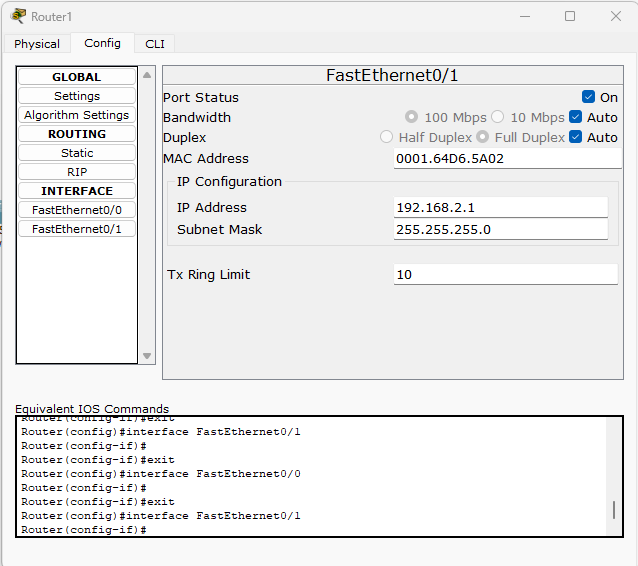 Router1
Physical Config CLI
GLOBAL
Settings
Algorithm Settings
ROUTING
Static
RIP
INTERFACE
FastEthernet0/0
FastEthernet0/1
FastEthernet0/1
Port Status On
Bandwidth 100 Mbps 10 Mbps Auto
Duplex Half Duplex Full Duplex Auto
MAC Address 0001.64D6.5A02
IP Configuration
IP Address 192.168.2.1
Subnet Mask 255.255.255.0
Tx Ring Limit 10
Equivalent IOS Commands
Router(config-if)#exit
Router(config)#interface FastEthernet0/1
Router(config-if)#
Router(config-if)#exit
Router(config)#interface FastEthernet0/0
Router(config-if)#
Router(config-if)#exit
Router(config)#interface FastEthernet0/1
Router(config-if)#